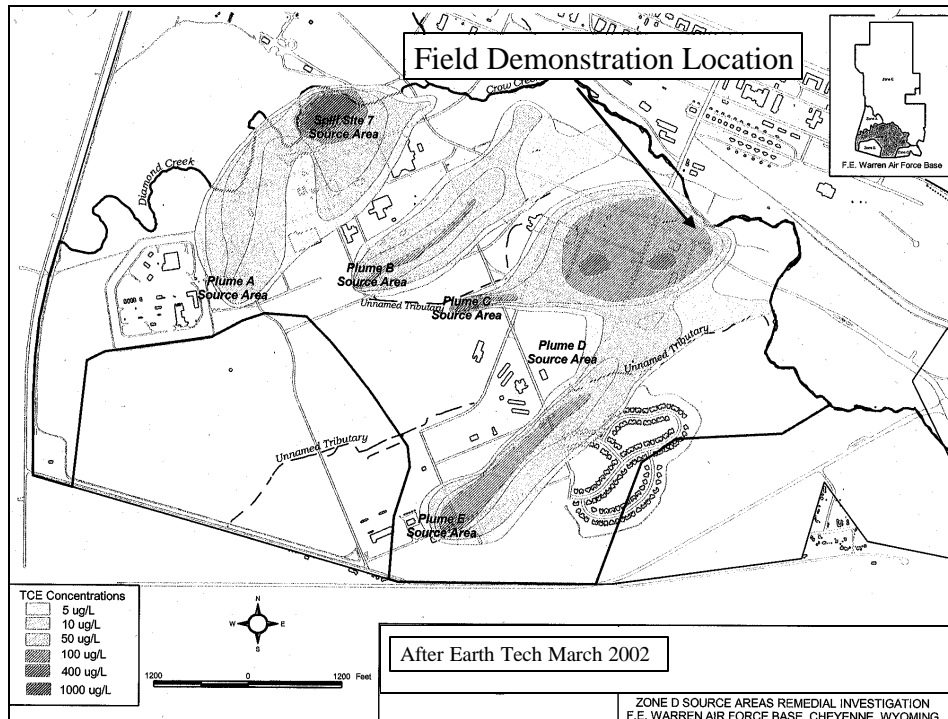 Field Demonstration Location
Crow Creek
Zone C
F.E. Warren Air Force Base
Spill Site 7
Source Area
Diamond Creek
Plume A
Source Area
Plume B
Source Area
Unnamed Tributary
Plume C
Source Area
Plume D
Source Area
Unnamed Tributary
Unnamed Tributary
Plume E
Source Area
TCE Concentrations
5 ug/L
10 ug/L
50 ug/L
100 ug/L
400 ug/L
1000 ug/L
N
W
E
S
1200
0
1200 Feet
After Earth Tech March 2002
ZONE D SOURCE AREAS REMEDIAL INVESTIGATION
F.E. WARREN AIR FORCE BASE, CHEYENNE, WYOMING